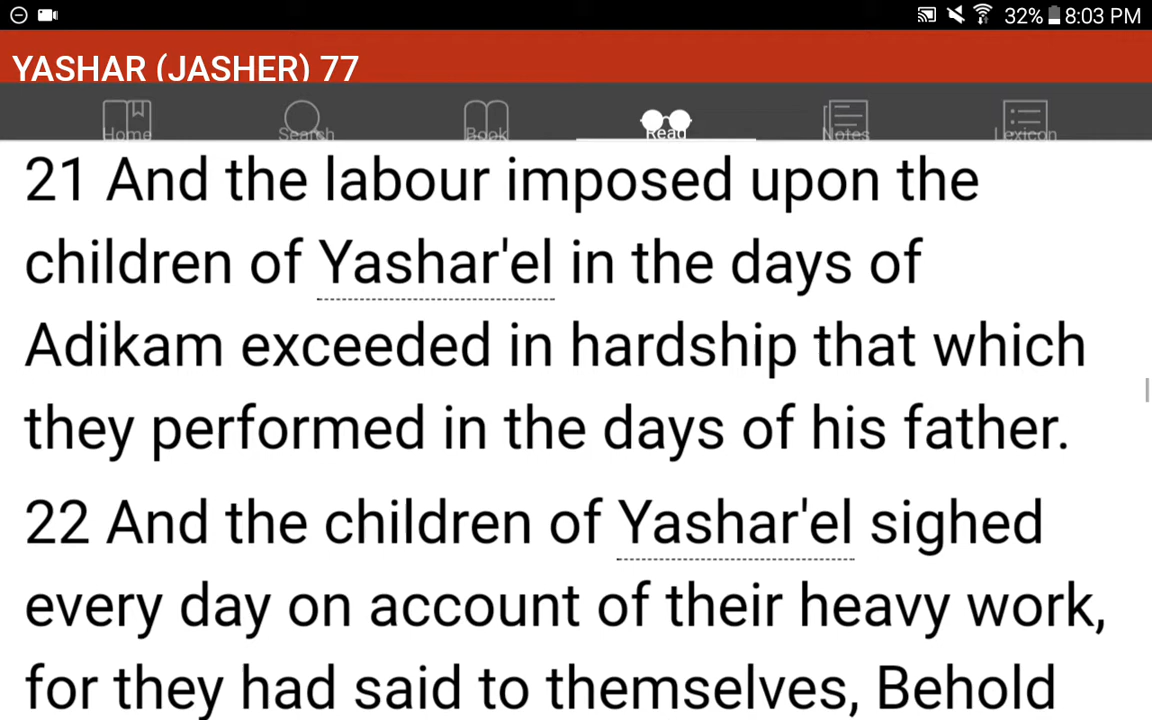 32% 8:03 PM
YASHAR (JASHER) 77
Home Search Book Read Notes Lexicon
21 And the labour imposed upon the
children of Yashar'el in the days of
Adikam exceeded in hardship that which
they performed in the days of his father.
22 And the children of Yashar'el sighed
every day on account of their heavy work,
for they had said to themselves, Behold